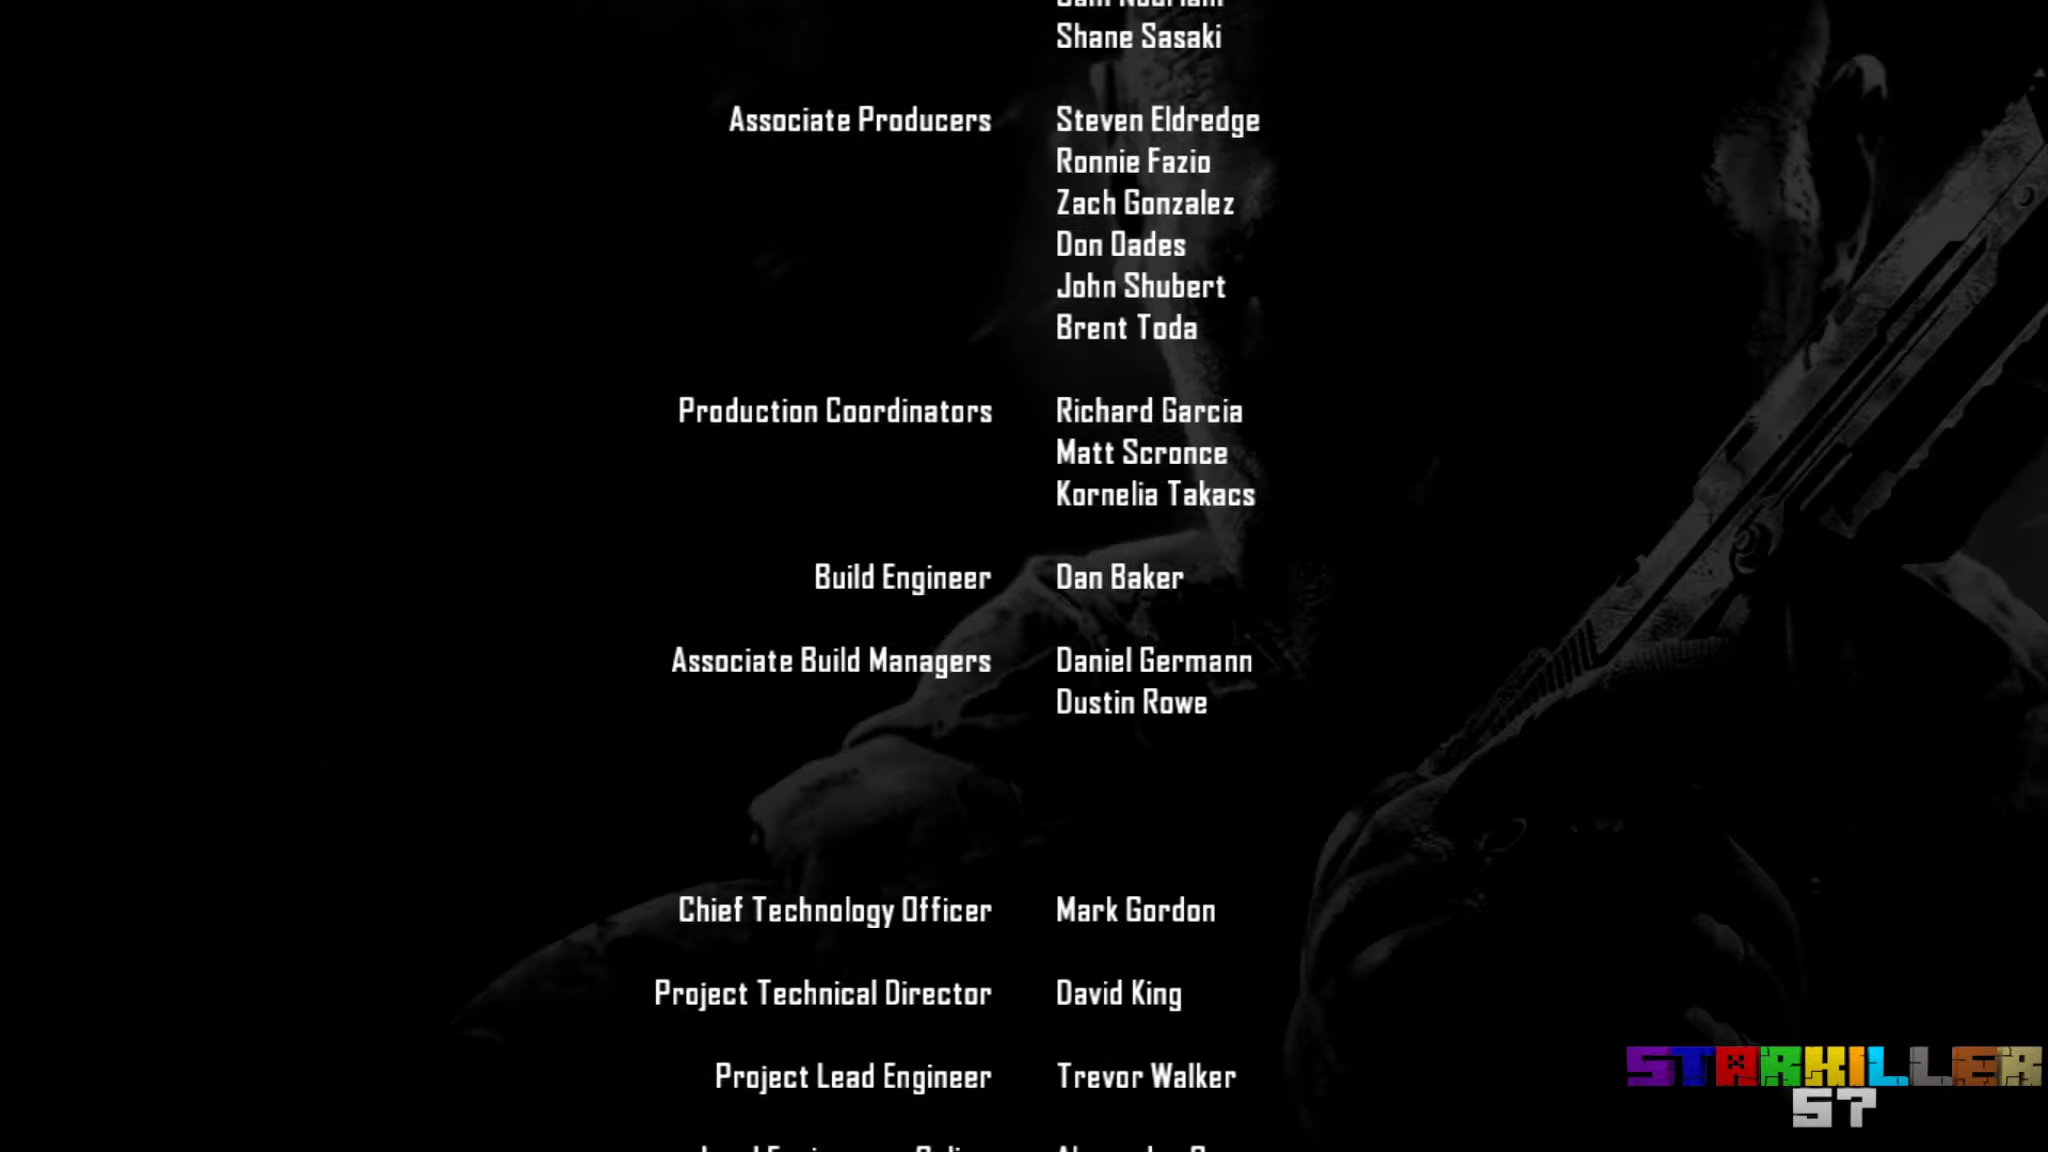 Shane Sasaki
Associate Producers Steven Eldredge
Ronnie Fazio
Zach Gonzalez
Don Oades
John Shubert
Brent Toda
Production Coordinators Richard Garcia
Matt Scronce
Kornelia Takacs
Build Engineer Dan Baker
Associate Build Managers Daniel Germann
Dustin Rowe
Chief Technology Officer Mark Gordon
Project Technical Director David King
Project Lead Engineer Trevor Walker
STARKILLER
57